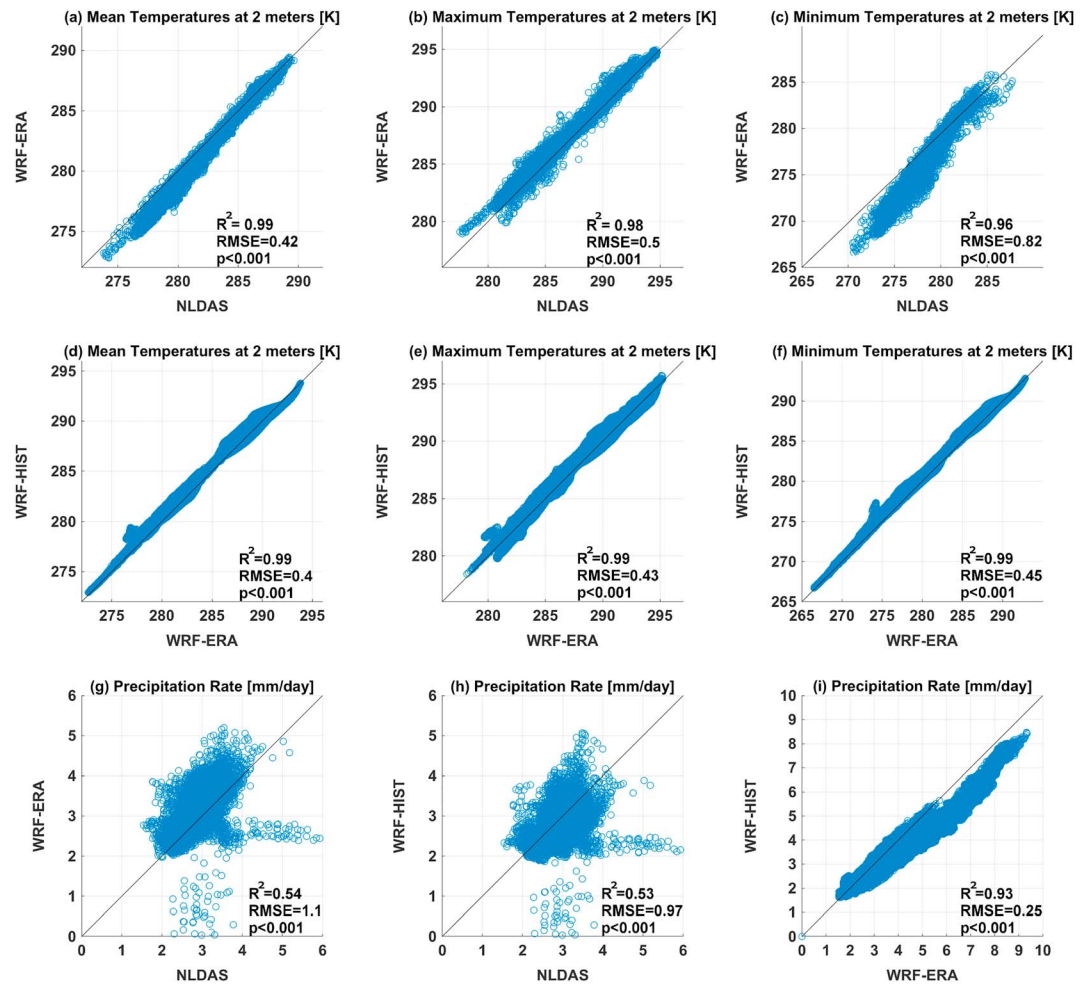 (a) Mean Temperatures at 2 meters [K]
290
285
280
275
WRF-ERA
R²= 0.99
RMSE=0.42
p<0.001
275 280 285 290
NLDAS
(b) Maximum Temperatures at 2 meters [K]
295
290
285
280
WRF-ERA
R²=0.98
RMSE=0.5
p<0.001
280 285 290 295
NLDAS
(c) Minimum Temperatures at 2 meters [K]
285
280
275
270
265
WRF-ERA
R²=0.96
RMSE=0.82
p<0.001
265 270 275 280 285
NLDAS
(d) Mean Temperatures at 2 meters [K]
295
290
285
280
275
WRF-HIST
R²=0.99
RMSE=0.4
p<0.001
275 280 285 290 295
WRF-ERA
(e) Maximum Temperatures at 2 meters [K]
295
290
285
280
WRF-HIST
R²=0.99
RMSE=0.43
p<0.001
280 285 290 295
WRF-ERA
(f) Minimum Temperatures at 2 meters [K]
290
285
280
275
270
265
WRF-HIST
R²=0.99
RMSE=0.45
p<0.001
265 270 275 280 285 290
WRF-ERA
(g) Precipitation Rate [mm/day]
6
5
4
3
2
1
0
WRF-ERA
R²=0.54
RMSE=1.1
p<0.001
0 1 2 3 4 5 6
NLDAS
(h) Precipitation Rate [mm/day]
6
5
4
3
2
1
0
WRF-HIST
R²=0.53
RMSE=0.97
p<0.001
0 1 2 3 4 5 6
NLDAS
(i) Precipitation Rate [mm/day]
10
9
8
7
6
5
4
3
2
1
0
WRF-HIST
R²=0.93
RMSE=0.25
p<0.001
0 1 2 3 4 5 6 7 8 9 10
WRF-ERA